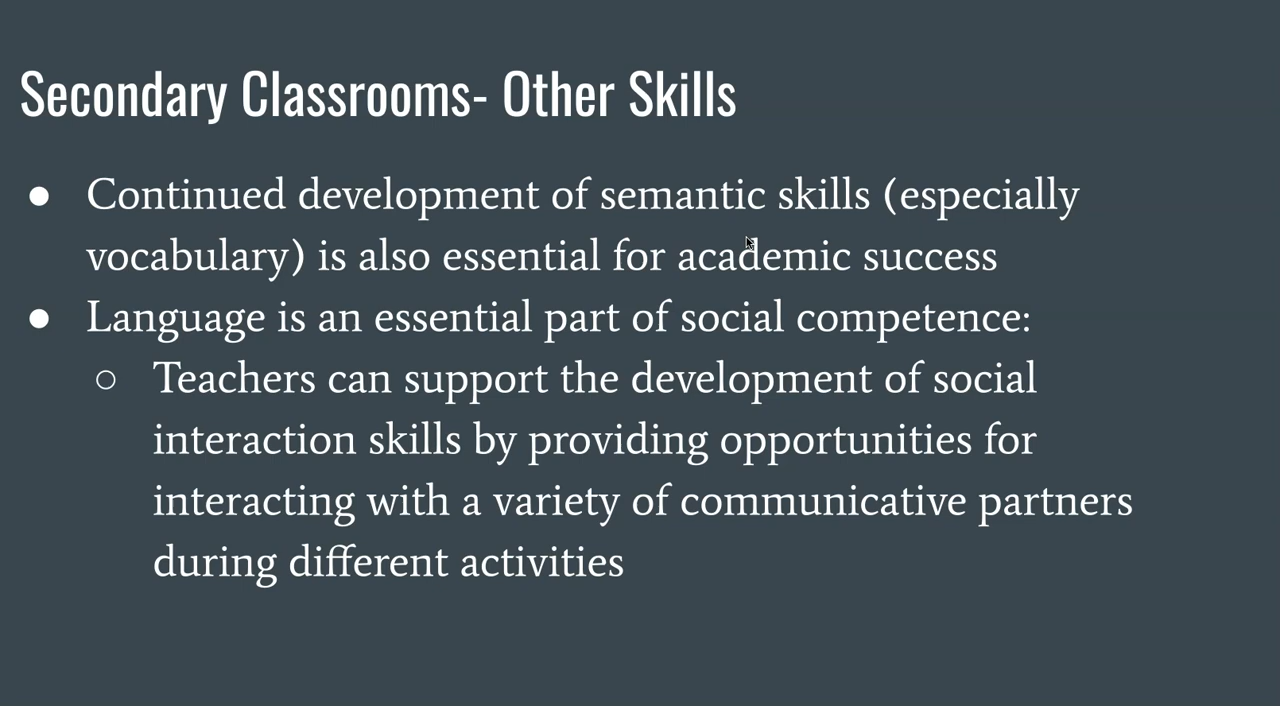 Secondary Classrooms- Other Skills
● Continued development of semantic skills (especially
vocabulary) is also essential for academic success
● Language is an essential part of social competence:
○ Teachers can support the development of social
interaction skills by providing opportunities for
interacting with a variety of communicative partners
during different activities